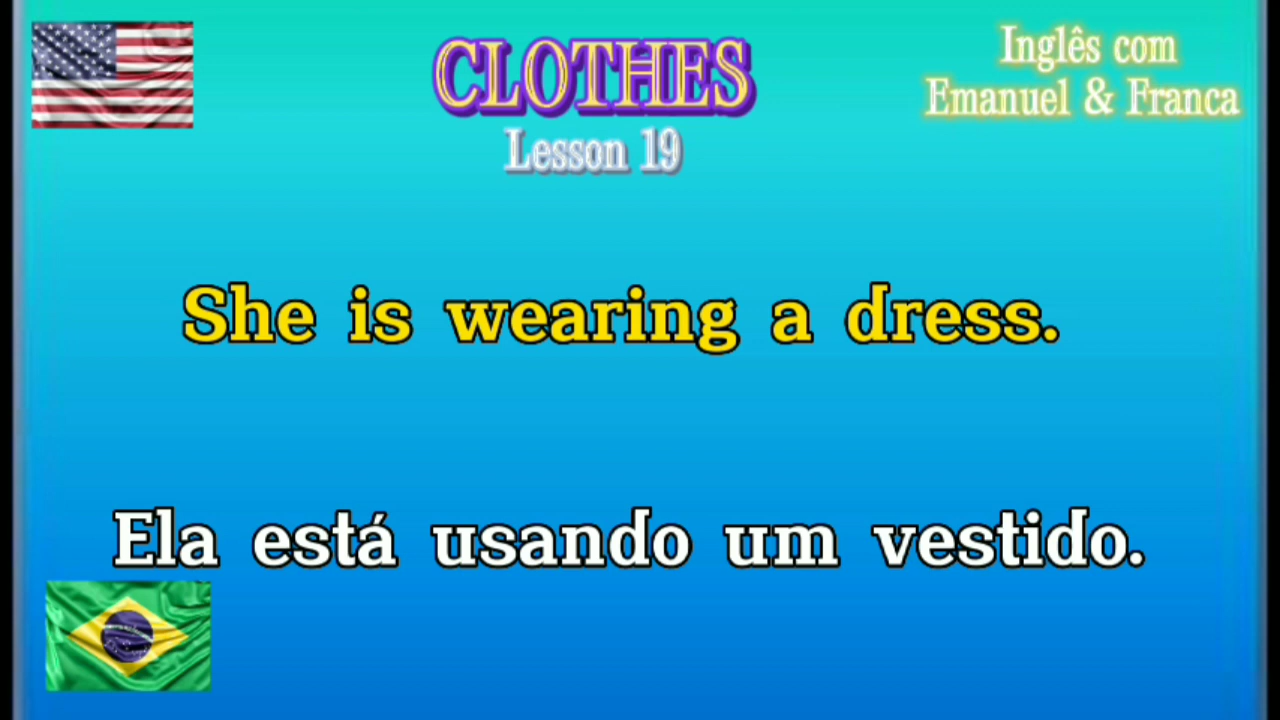 CLOTHES
Lesson 19
Inglês com
Emanuel & Franca
She is wearing a dress.
Ela está usando um vestido.